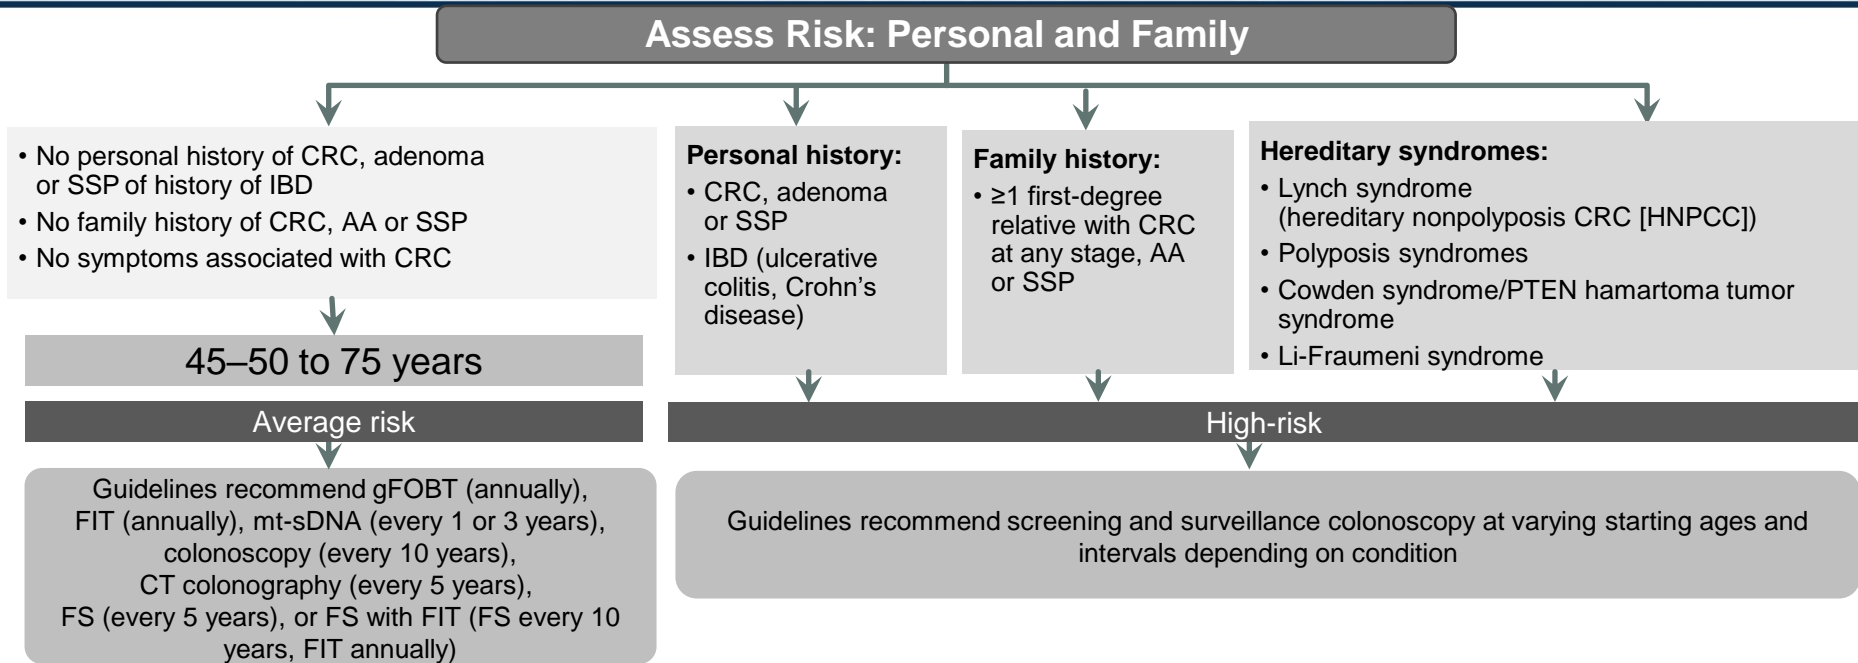 Assess Risk: Personal and Family
• No personal history of CRC, adenoma
or SSP of history of IBD
• No family history of CRC, AA or SSP
• No symptoms associated with CRC
45–50 to 75 years
Average risk
Guidelines recommend gFOBT (annually),
FIT (annually), mt-sDNA (every 1 or 3 years),
colonoscopy (every 10 years),
CT colonography (every 5 years),
FS (every 5 years), or FS with FIT (FS every 10
years, FIT annually)
Personal history:
• CRC, adenoma
or SSP
• IBD (ulcerative
colitis, Crohn’s
disease)
Family history:
• ≥1 first-degree
relative with CRC
at any stage, AA
or SSP
Hereditary syndromes:
• Lynch syndrome
(hereditary nonpolyposis CRC [HNPCC])
• Polyposis syndromes
• Cowden syndrome/PTEN hamartoma tumor
syndrome
• Li-Fraumeni syndrome
High-risk
Guidelines recommend screening and surveillance colonoscopy at varying starting ages and
intervals depending on condition